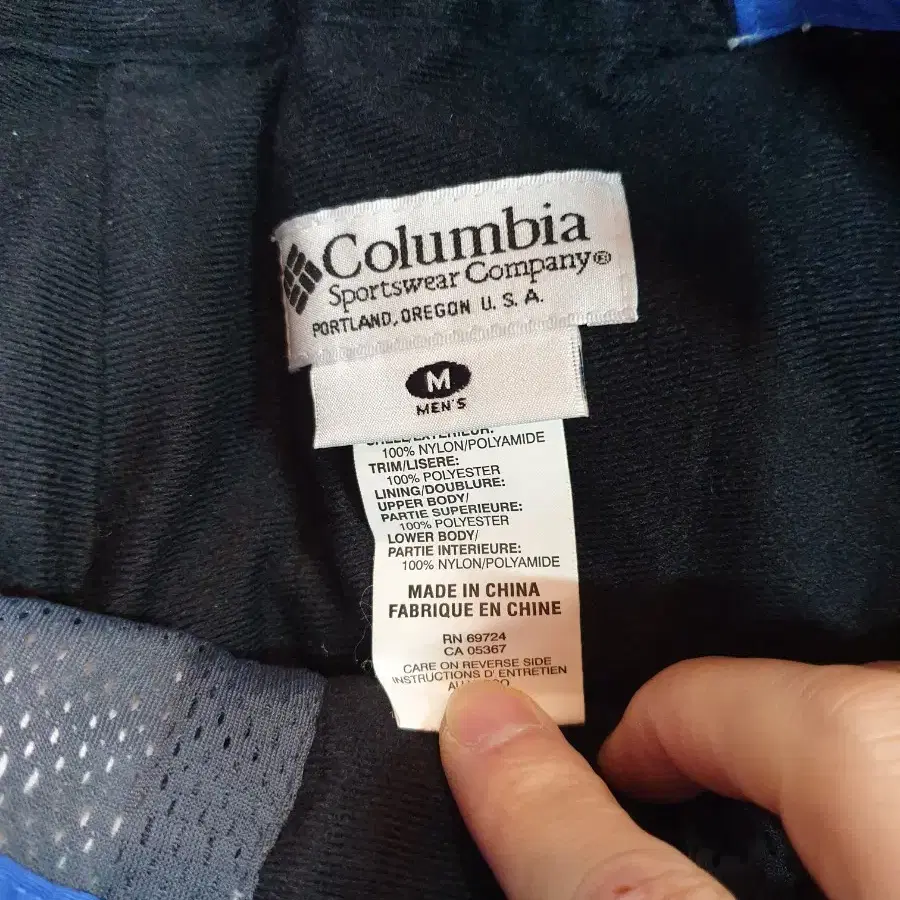 Columbia
Sportswear Company®
PORTLAND, OREGON U.S.A.
M
MEN'S
SHELL/EXTERIEUR:
100% NYLON/POLYAMIDE
TRIM/LISERE:
100% POLYESTER
LINING/DOUBLURE:
UPPER BODY/
PARTIE SUPERIEURE:
100% POLYESTER
LOWER BODY/
PARTIE INTERIEURE:
100% NYLON/POLYAMIDE
MADE IN CHINA
FABRIQUE EN CHINE
RN 69724
CA 05367
CARE ON REVERSE SIDE
INSTRUCTIONS D' ENTRETIEN